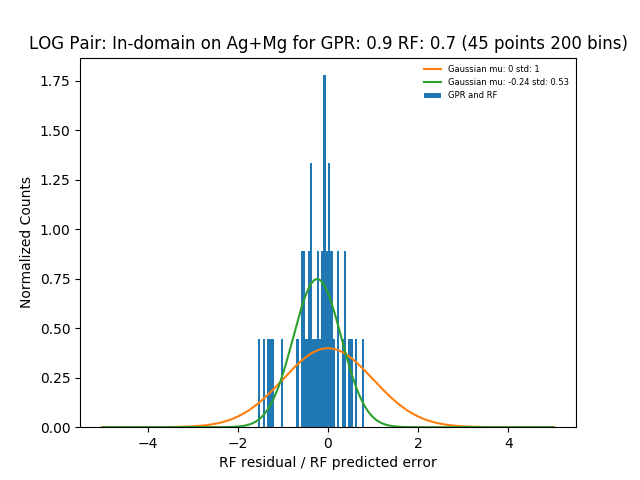 LOG Pair: In-domain on Ag+Mg for GPR: 0.9 RF: 0.7 (45 points 200 bins)
Gaussian mu: 0 std: 1
Gaussian mu: -0.24 std: 0.53
GPR and RF
Normalized Counts
1.75
1.50
1.25
1.00
0.75
0.50
0.25
0.00
−4 −2 0 2 4
RF residual / RF predicted error